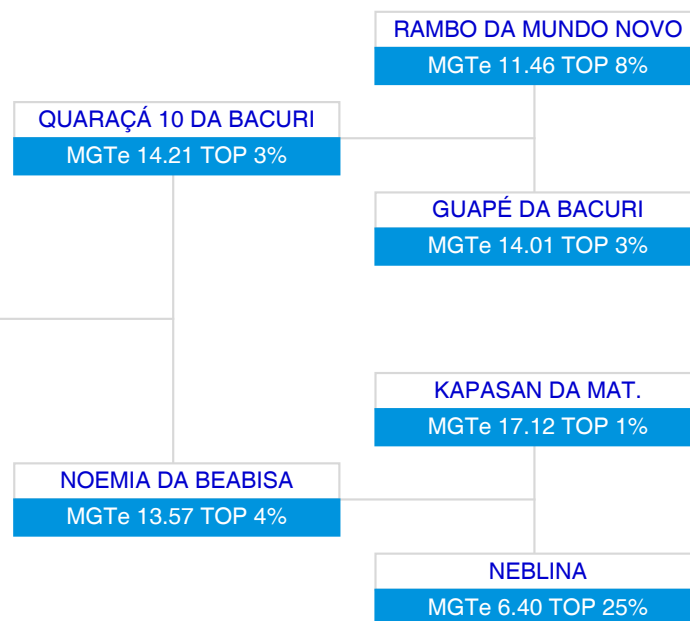 RAMBO DA MUNDO NOVO
MGTe 11.46 TOP 8%
QUARAÇÁ 10 DA BACURI
MGTe 14.21 TOP 3%
GUAPÉ DA BACURI
MGTe 14.01 TOP 3%
KAPASAN DA MAT.
MGTe 17.12 TOP 1%
NOEMIA DA BEABISA
MGTe 13.57 TOP 4%
NEBLINA
MGTe 6.40 TOP 25%